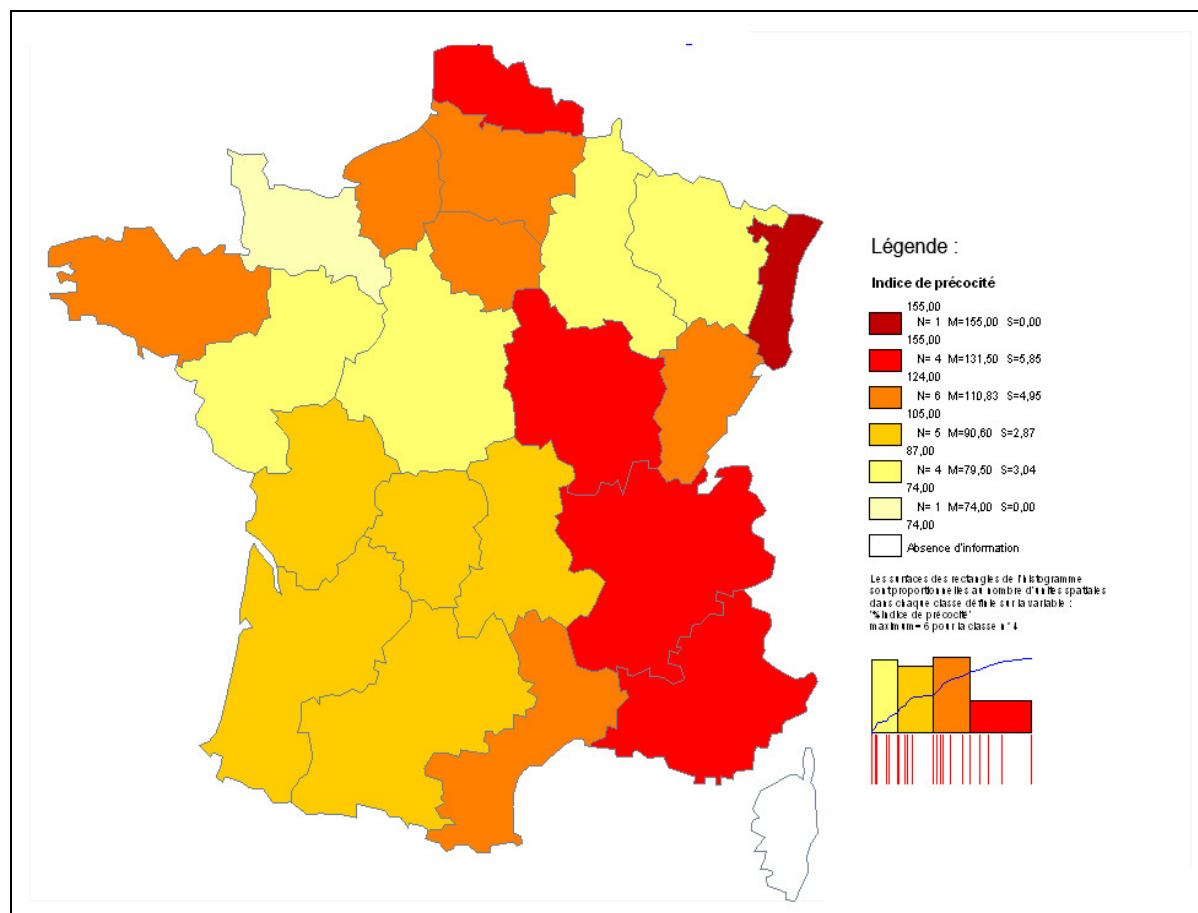 Légende :
Indice de précocité
155,00
N= 1 M=155,00 S=0,00
155,00
N= 4 M=131,50 S=5,85
124,00
N= 6 M=110,83 S=4,95
105,00
N= 5 M=90,60 S=2,87
87,00
N= 4 M=79,50 S=3,04
74,00
N= 1 M=74,00 S=0,00
74,00
Absence d'information
Les surfaces des rectangles de l'histogramme
sont proportionnelles au nombre d'unités spatiales
dans chaque classe définie sur la variable :
'%Indice de précocité'
maximum= 6 pour la classe n° 4